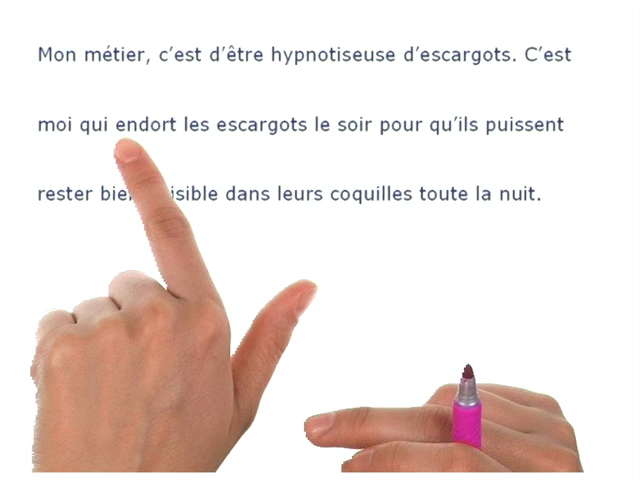 Mon métier, c’est d’être hypnotiseuse d’escargots. C’est
moi qui endort les escargots le soir pour qu’ils puissent
rester dans leurs coquilles toute la nuit.